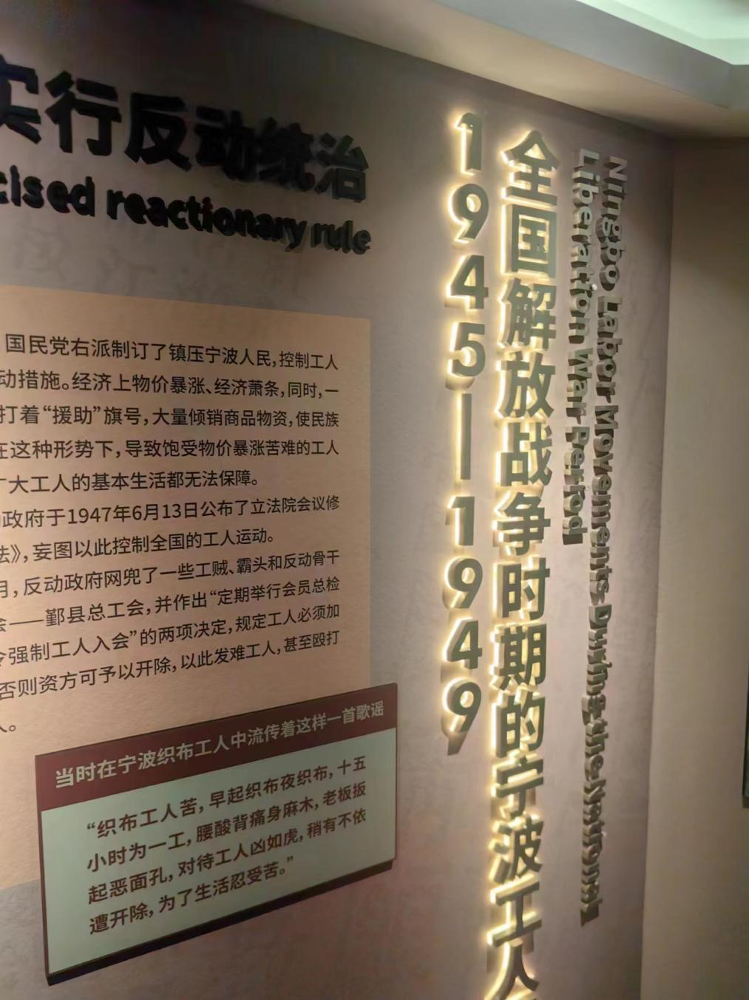 实行反动统治
cised reactionary rule
国民党右派制订了镇压宁波人民，控制工人
动措施。经济上物价暴涨、经济萧条，同时，一
打着“援助”旗号，大量倾销商品物资，使民族
在这种形势下，导致饱受物价暴涨苦难的工人
广大工人的基本生活都无法保障。
政府于1947年6月13日公布了立法院会议修
法》，妄图以此控制全国的工人运动。
月，反动政府网兜了一些工贼、霸头和反动骨干
会——鄞县总工会，并作出“定期举行会员总检
令强制工人入会”的两项决定，规定工人必须加
否则资方可予以开除，以此发难工人，甚至殴打
人。
当时在宁波织布工人中流传着这样一首歌谣
“织布工人苦，早起织布夜织布，十五
小时为一工，腰酸背痛身麻木，老板扳
起恶面孔，对待工人凶如虎，稍有不依
遭开除，为了生活忍受苦。”
1945—1949
全国解放战争时期的宁波工人
Ningbo Labor Movements During the National
Liberation War Period